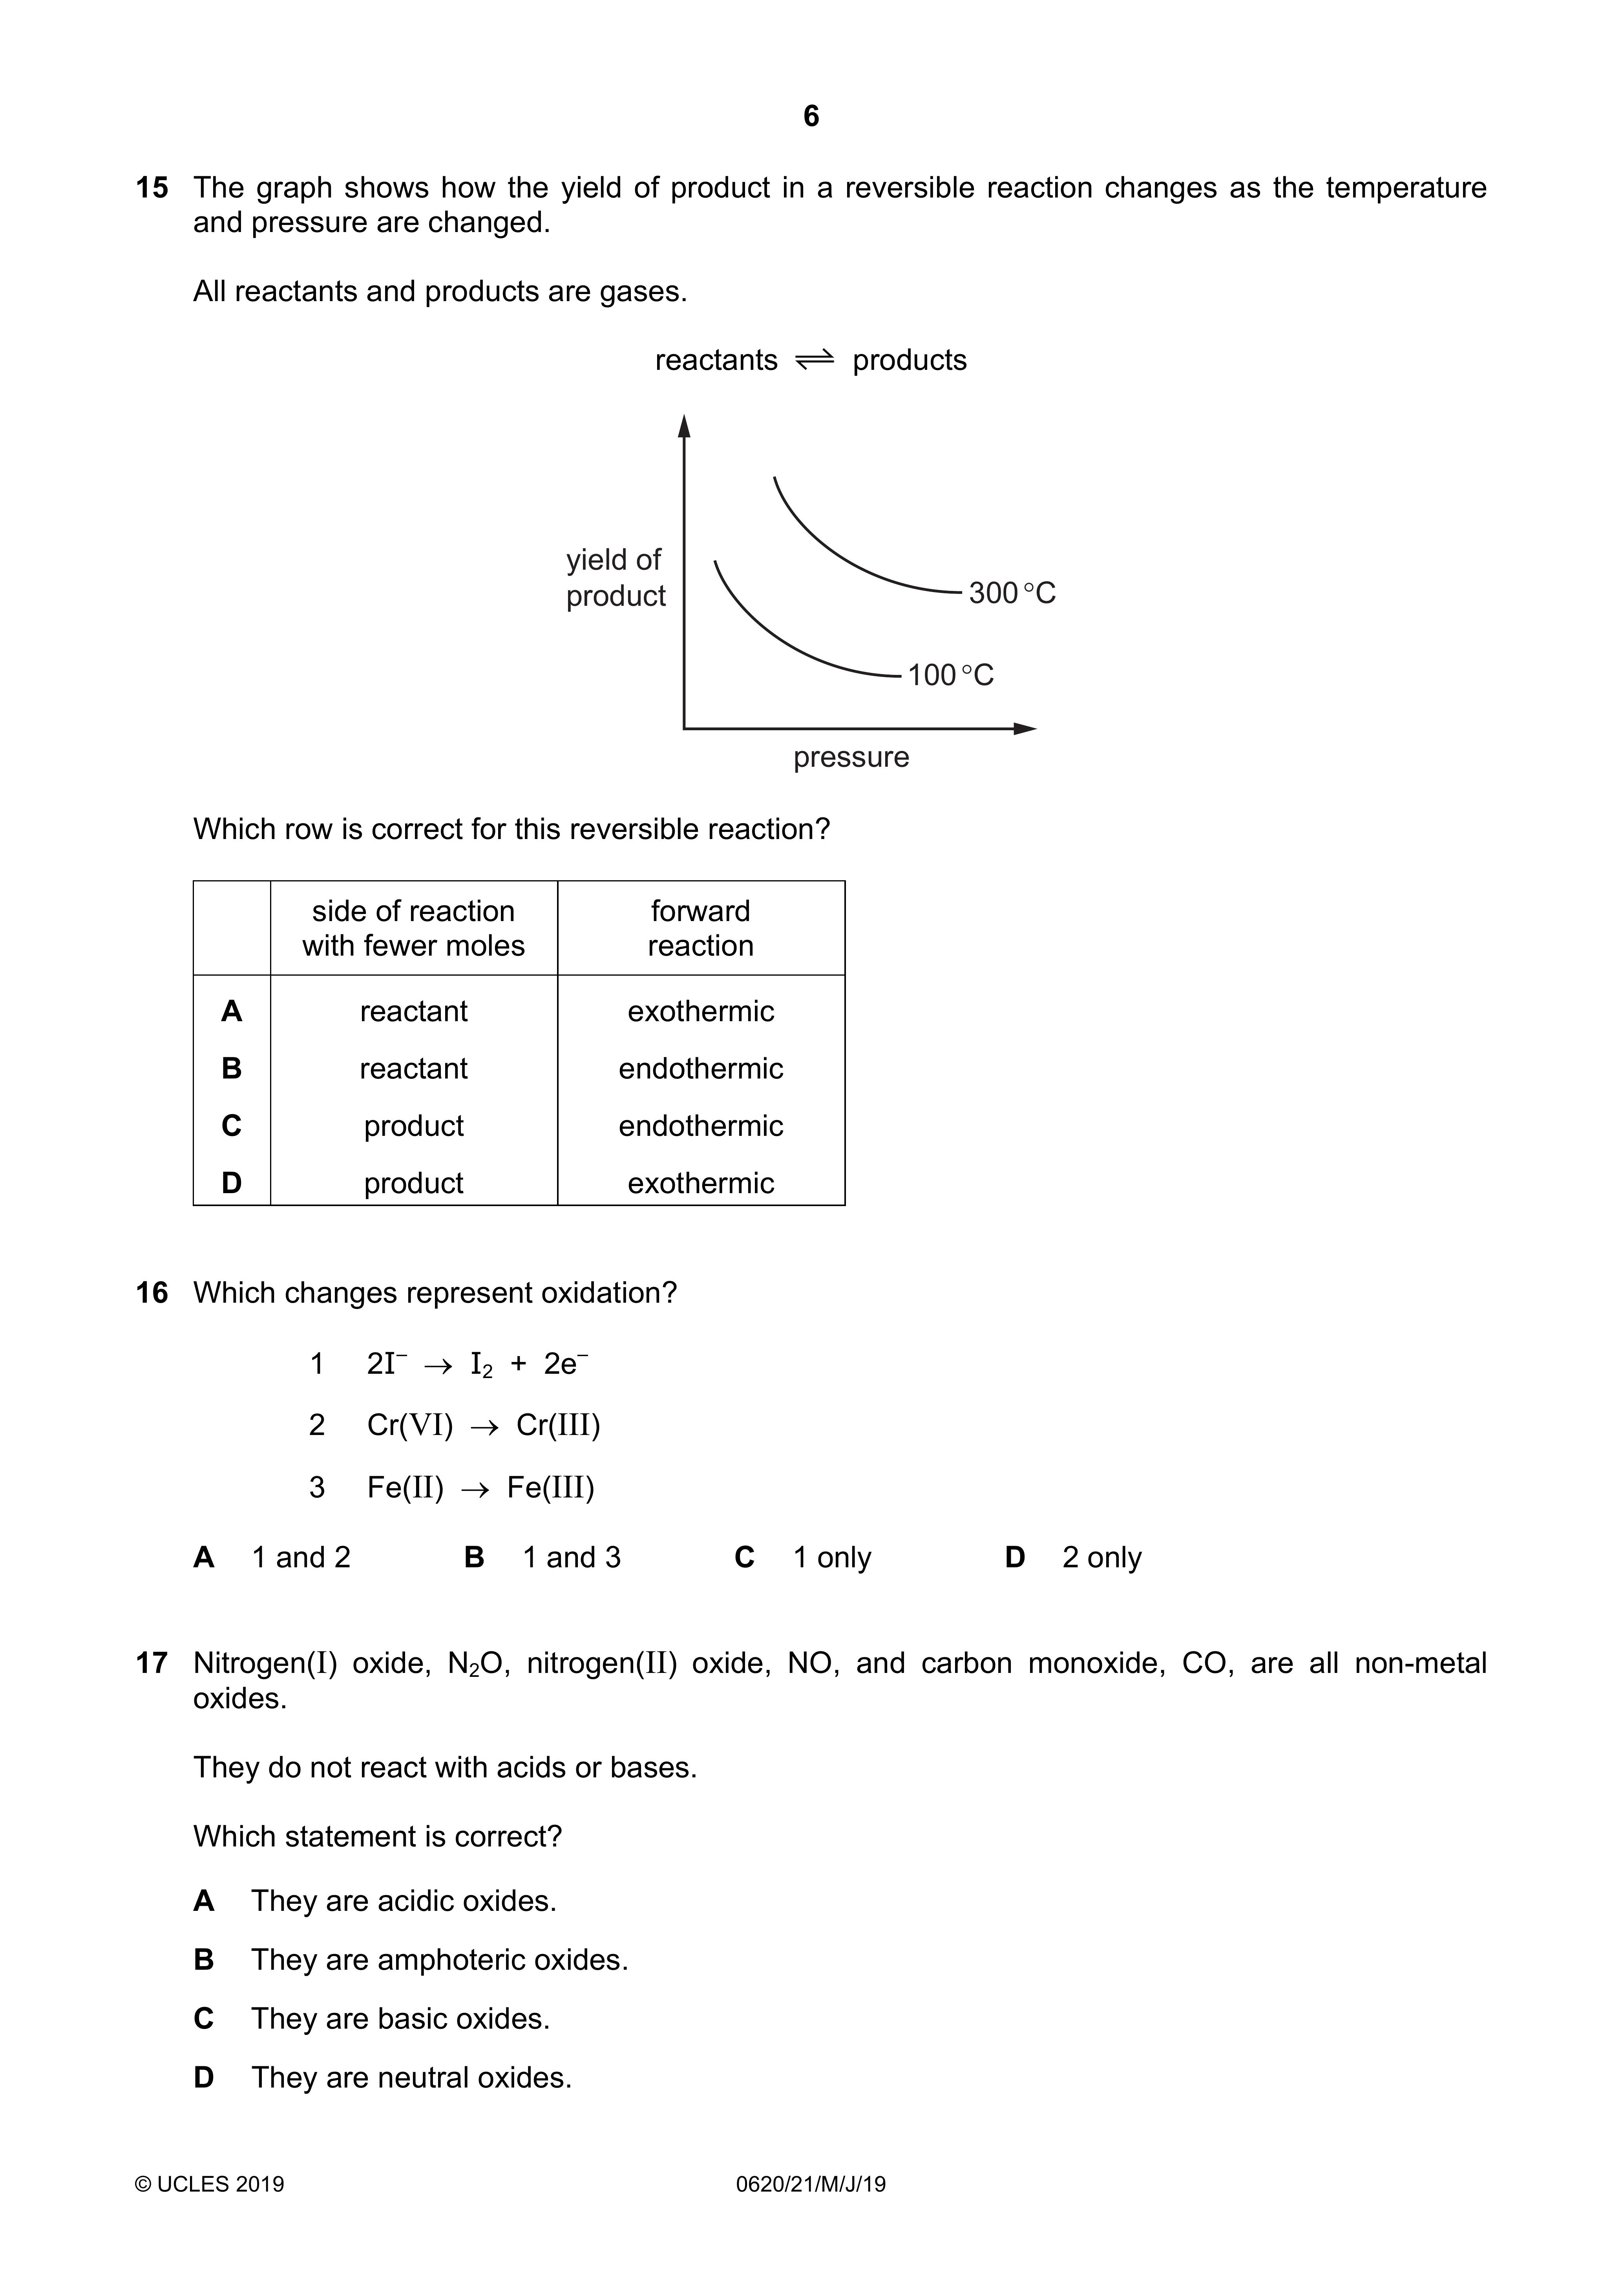 6
15 The graph shows how the yield of product in a reversible reaction changes as the temperature
and pressure are changed.
All reactants and products are gases.
reactants ⇌ products
yield of
product
300 °C
100 °C
pressure
Which row is correct for this reversible reaction?
side of reaction
with fewer moles
forward
reaction
A reactant exothermic
B reactant endothermic
C product endothermic
D product exothermic
16 Which changes represent oxidation?
1 2I⁻ → I₂ + 2e⁻
2 Cr(VI) → Cr(III)
3 Fe(II) → Fe(III)
A 1 and 2 B 1 and 3 C 1 only D 2 only
17 Nitrogen(I) oxide, N₂O, nitrogen(II) oxide, NO, and carbon monoxide, CO, are all non-metal
oxides.
They do not react with acids or bases.
Which statement is correct?
A They are acidic oxides.
B They are amphoteric oxides.
C They are basic oxides.
D They are neutral oxides.
© UCLES 2019 0620/21/M/J/19